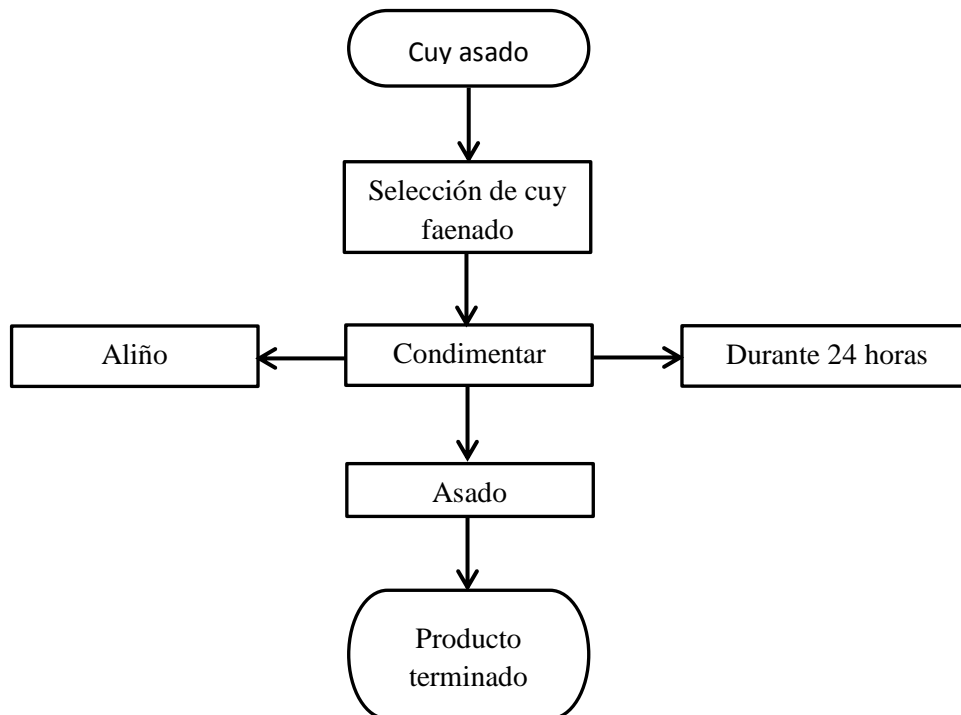 Cuy asado
Selección de cuy
faenado
Aliño
Condimentar
Durante 24 horas
Asado
Producto
terminado